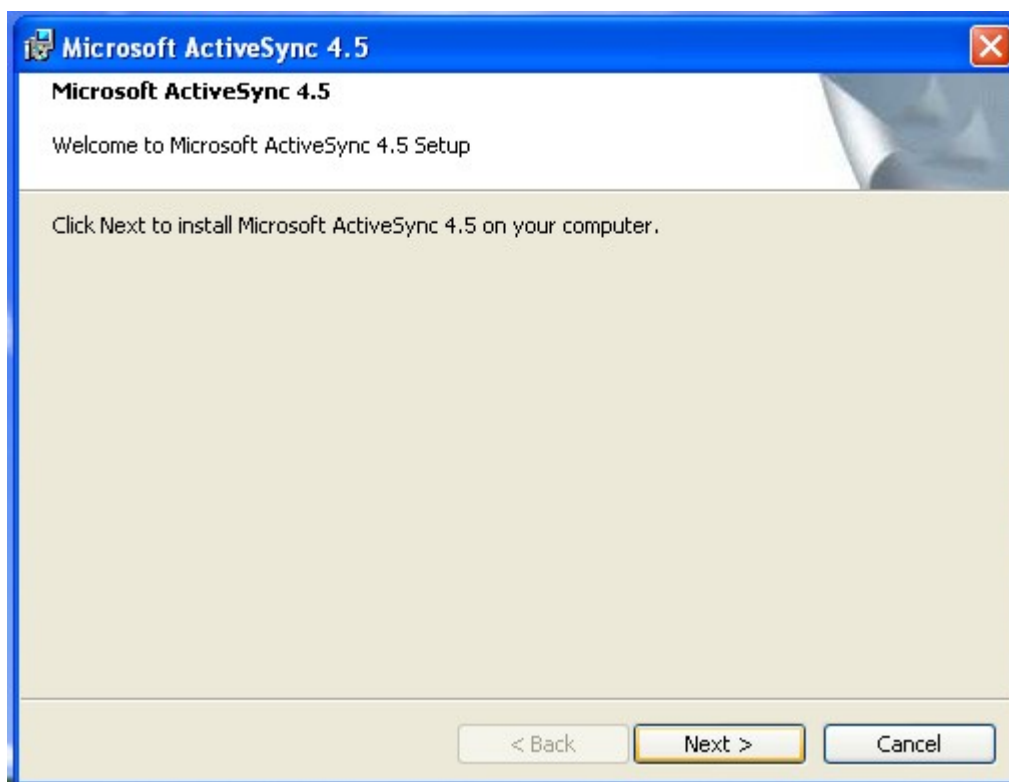 Microsoft ActiveSync 4.5
Microsoft ActiveSync 4.5
Welcome to Microsoft ActiveSync 4.5 Setup
Click Next to install Microsoft ActiveSync 4.5 on your computer.
< Back Next > Cancel